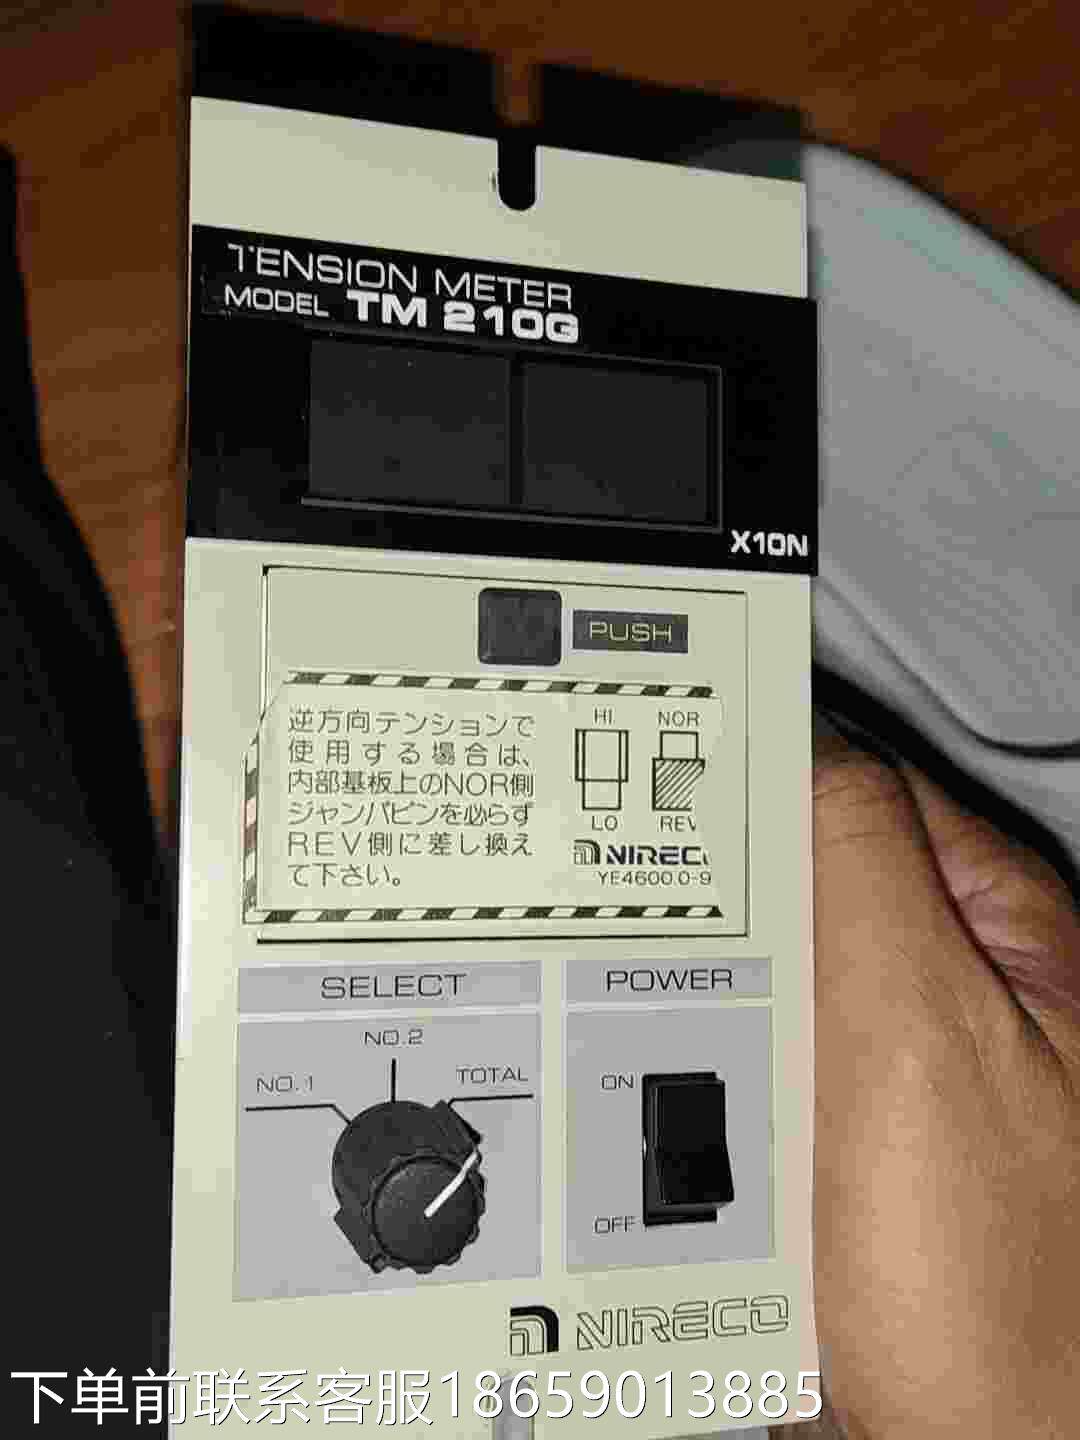 TENSION METER
MODEL TM 210G
X10N
PUSH
逆方向テンションで
使用する場合は、
内部基板上のNOR側
ジャンパピンを必らず
REV側に差し換え
て下さい。
HI NOR
LO REV
NIRECO
YE4600.0-9
SELECT
POWER
NO.1
NO.2
TOTAL
ON
OFF
NIRECO
下单前联系客服18659013885